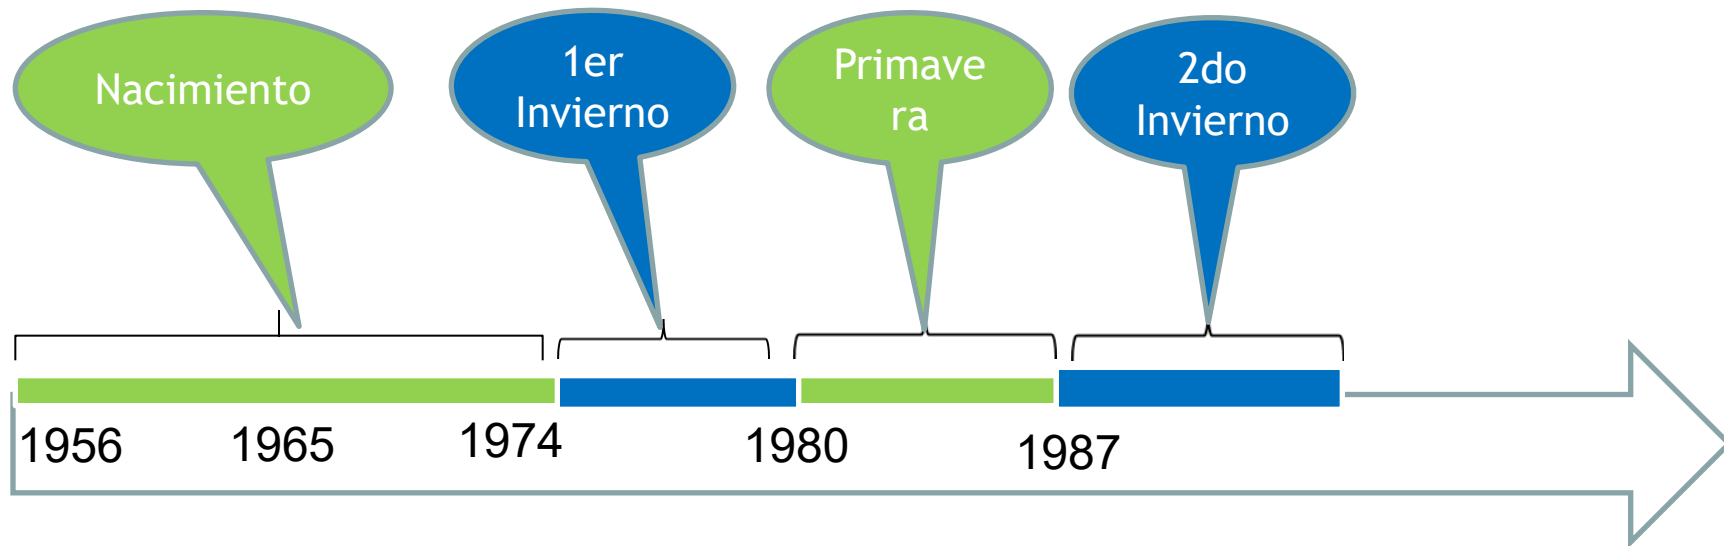 Nacimiento
1er
Invierno
Primave
ra
2do
Invierno
1956
1965
1974
1980
1987